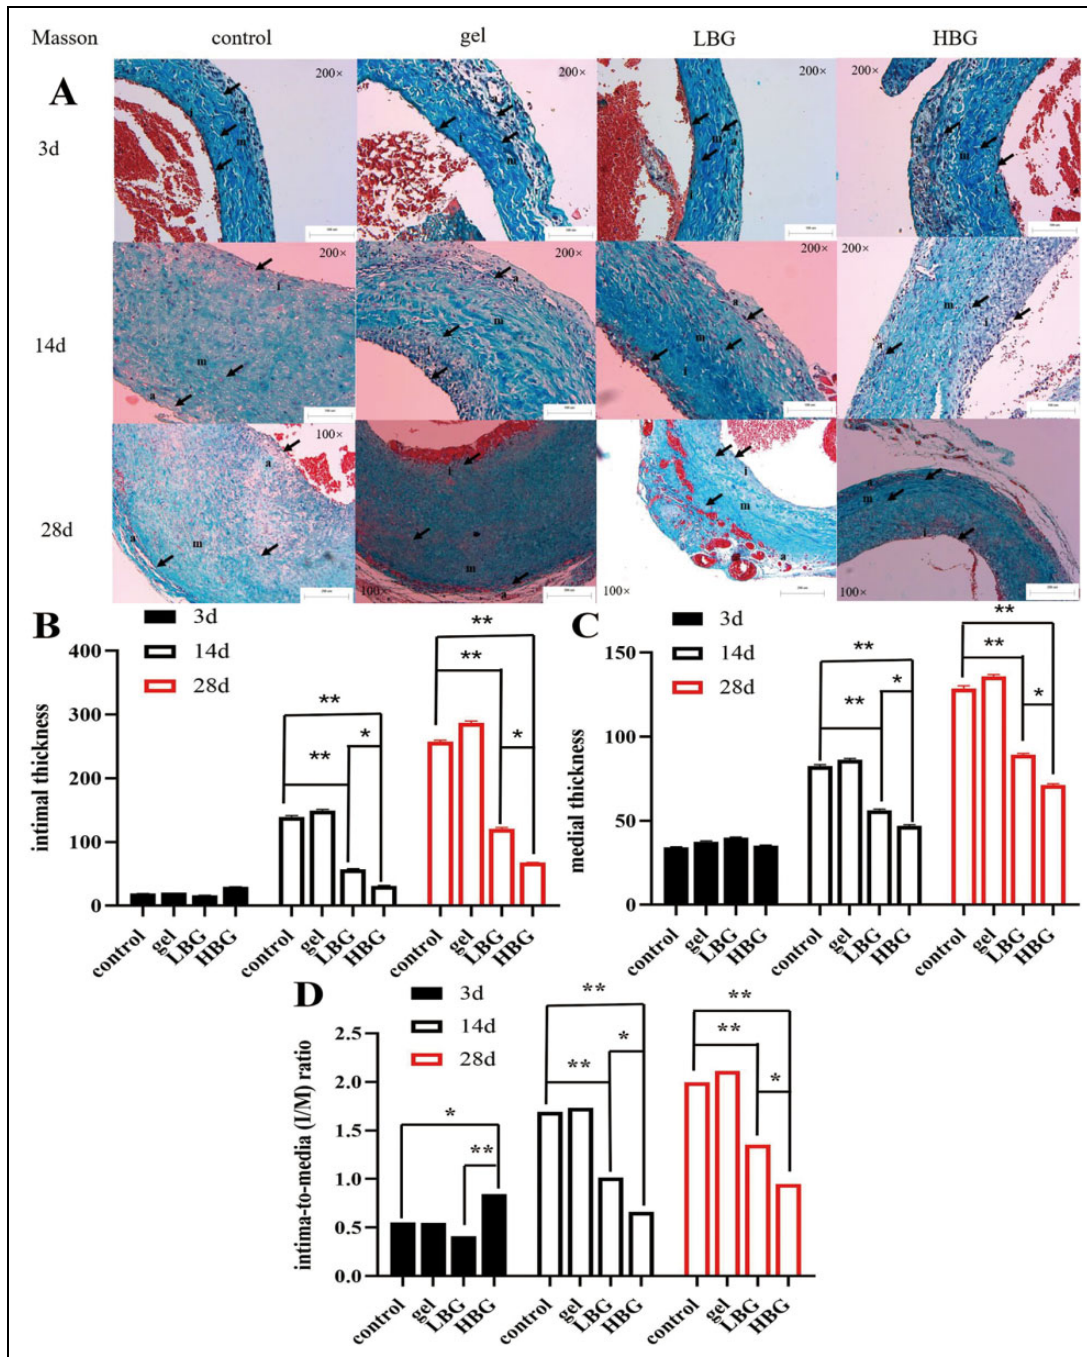 Masson control gel LBG HBG
A
3d
200×
200×
200×
200×
a
m
a
m
m
a
a
m
14d
200×
200×
200×
200×
i
m
a
a
m
i
a
m
i
m
i
a
28d
100×
100×
100×
100×
a
m
a
i
m
a
i
m
a
a
m
i
B
3d
14d
28d
intimal thickness
400
300
200
100
0
** ** *
** ** *
control gel LBG HBG control gel LBG HBG control gel LBG HBG
C
3d
14d
28d
medial thickness
150
100
50
0
** ** *
** ** *
control gel LBG HBG control gel LBG HBG control gel LBG HBG
D
3d
14d
28d
intima-to-media (I/M) ratio
2.5
2.0
1.5
1.0
0.5
0.0
* **
** ** *
** ** *
control gel LBG HBG control gel LBG HBG control gel LBG HBG